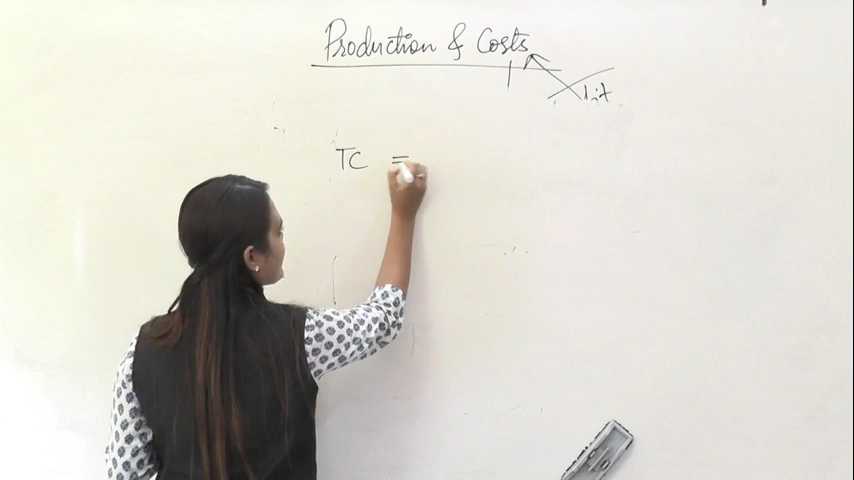 Production & Costs
TC =